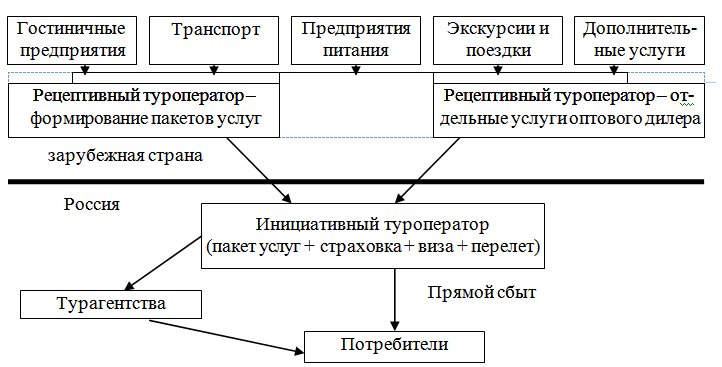 Гостиничные
предприятия
Транспорт
Предприятия
питания
Экскурсии и
поездки
Дополнитель-
ные услуги
Рецептивный туроператор –
формирование пакетов услуг
Рецептивный туроператор – от-
дельные услуги оптового дилера
зарубежная страна
Россия
Инициативный туроператор
(пакет услуг + страховка + виза + перелет)
Турагентства
Прямой сбыт
Потребители